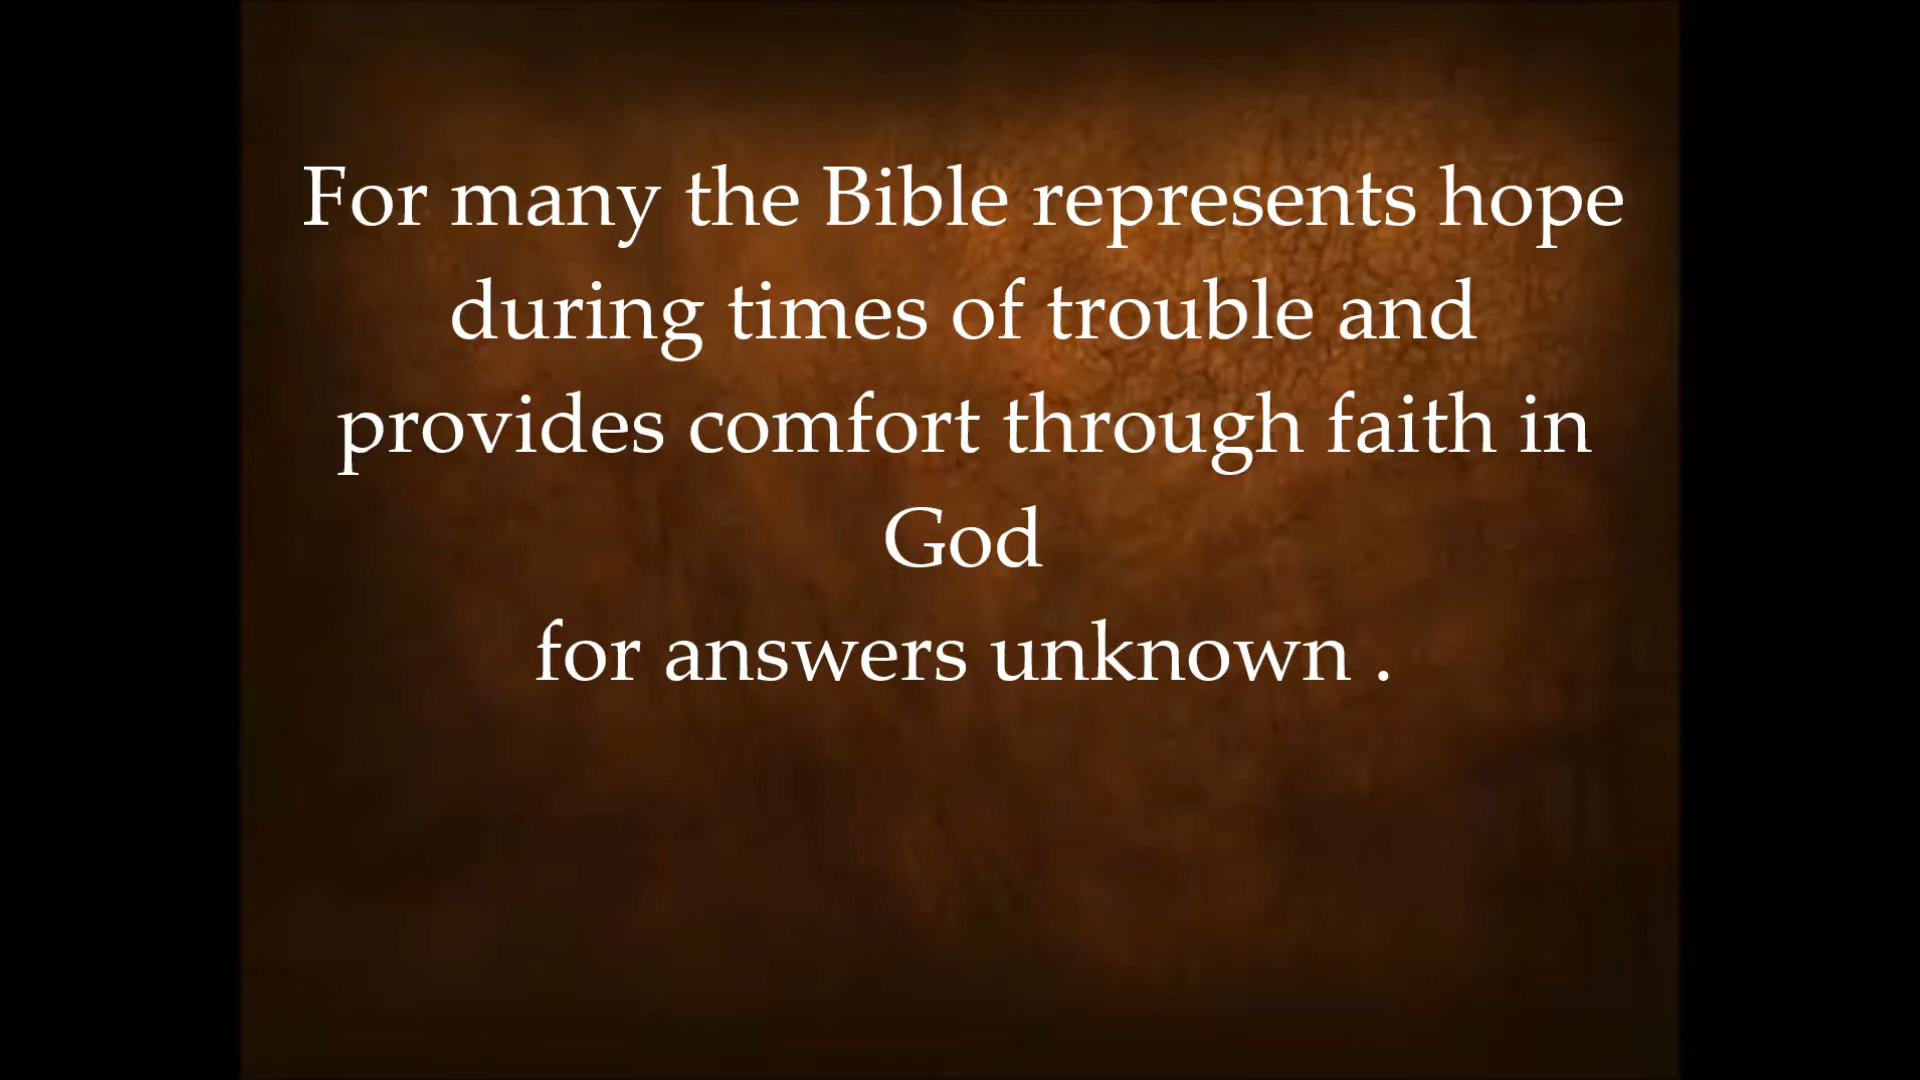 For many the Bible represents hope
during times of trouble and
provides comfort through faith in
God
for answers unknown .